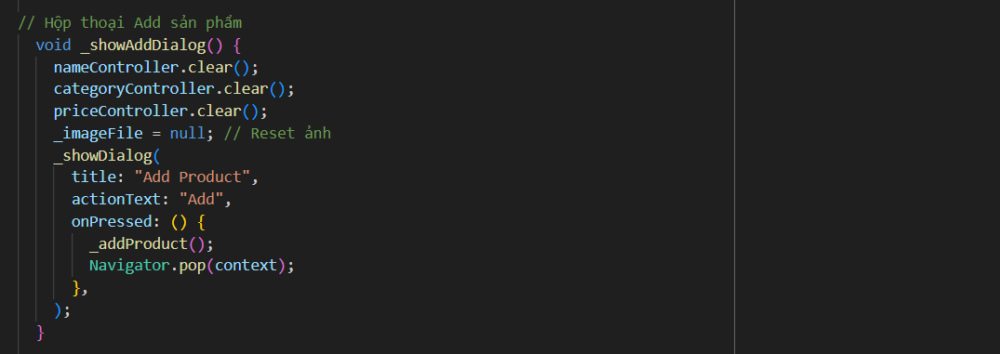 // Hộp thoại Add sản phẩm
void _showAddDialog() {
nameController.clear();
categoryController.clear();
priceController.clear();
_imageFile = null; // Reset ảnh
_showDialog(
title: "Add Product",
actionText: "Add",
onPressed: () {
_addProduct();
Navigator.pop(context);
},
);
}